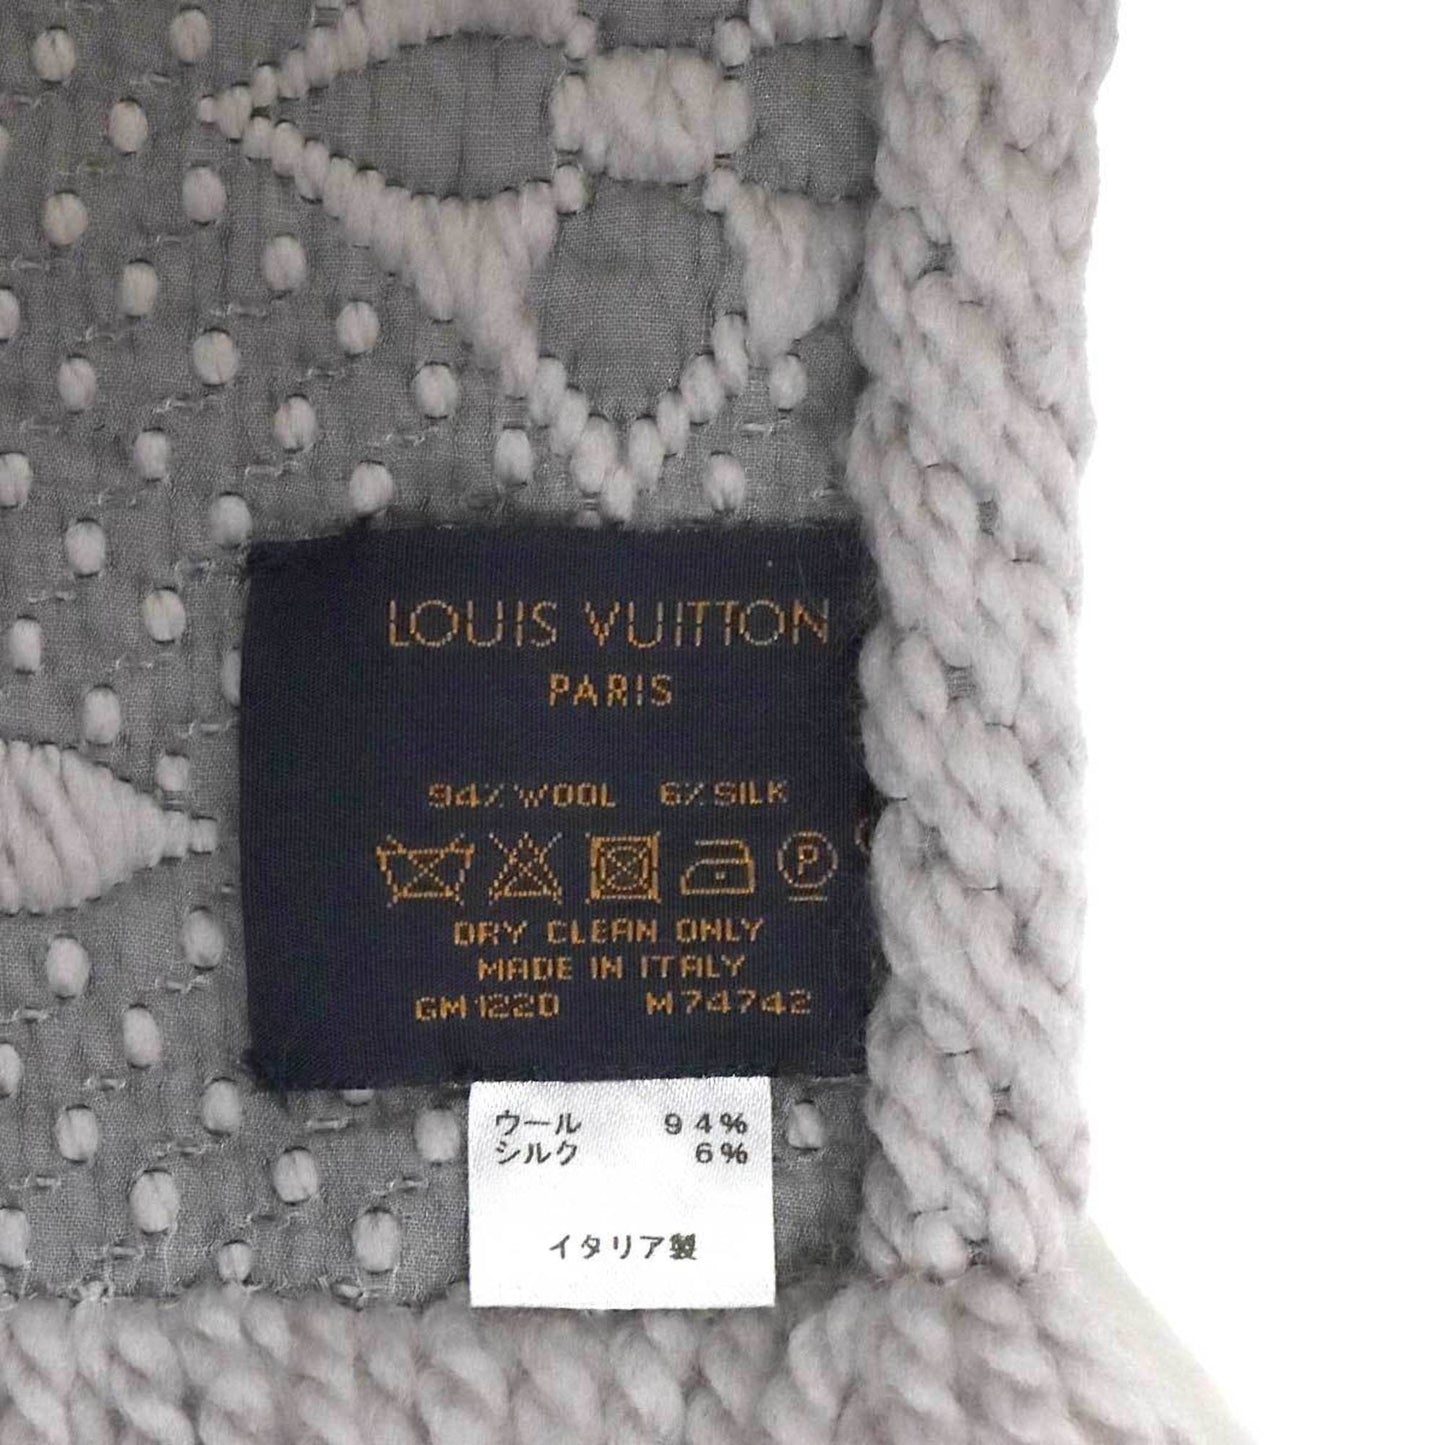 LOUIS VUITTON
PARIS
94% WOOL 6% SILK
P
DRY CLEAN ONLY
MADE IN ITALY
GM1220 M74742
ウール 94%
シルク 6%
イタリア製